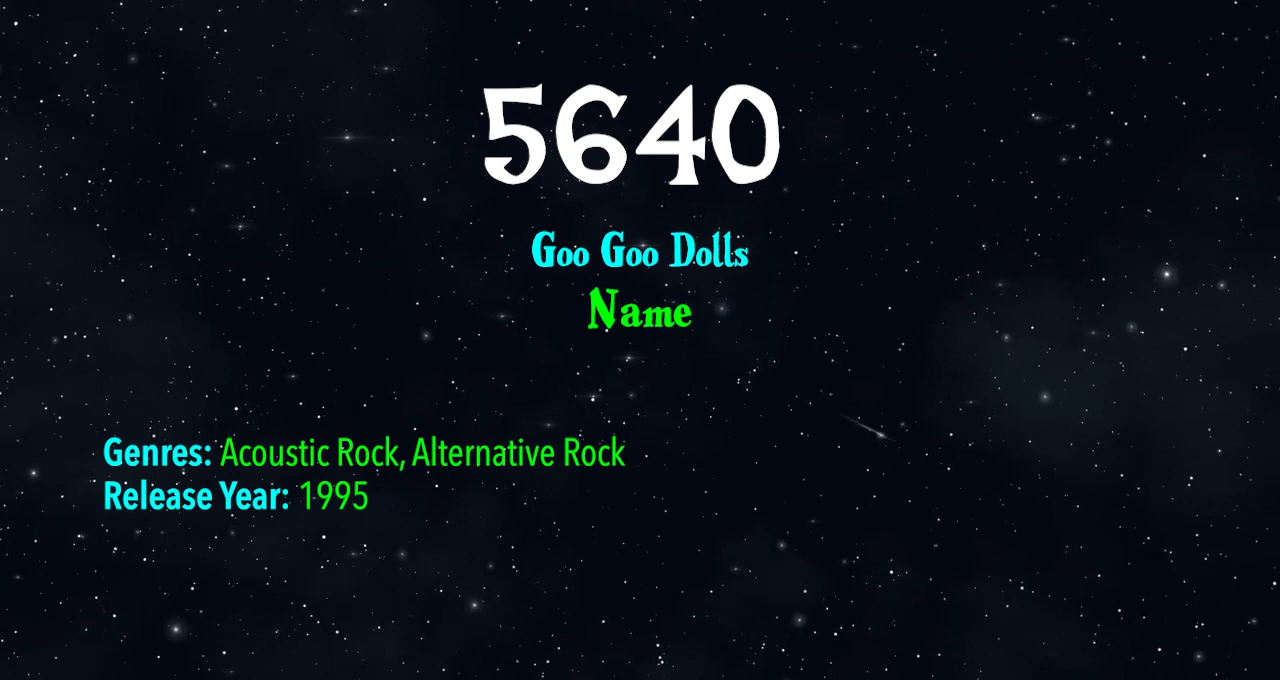 5640
Goo Goo Dolls
Name
Genres: Acoustic Rock, Alternative Rock
Release Year: 1995